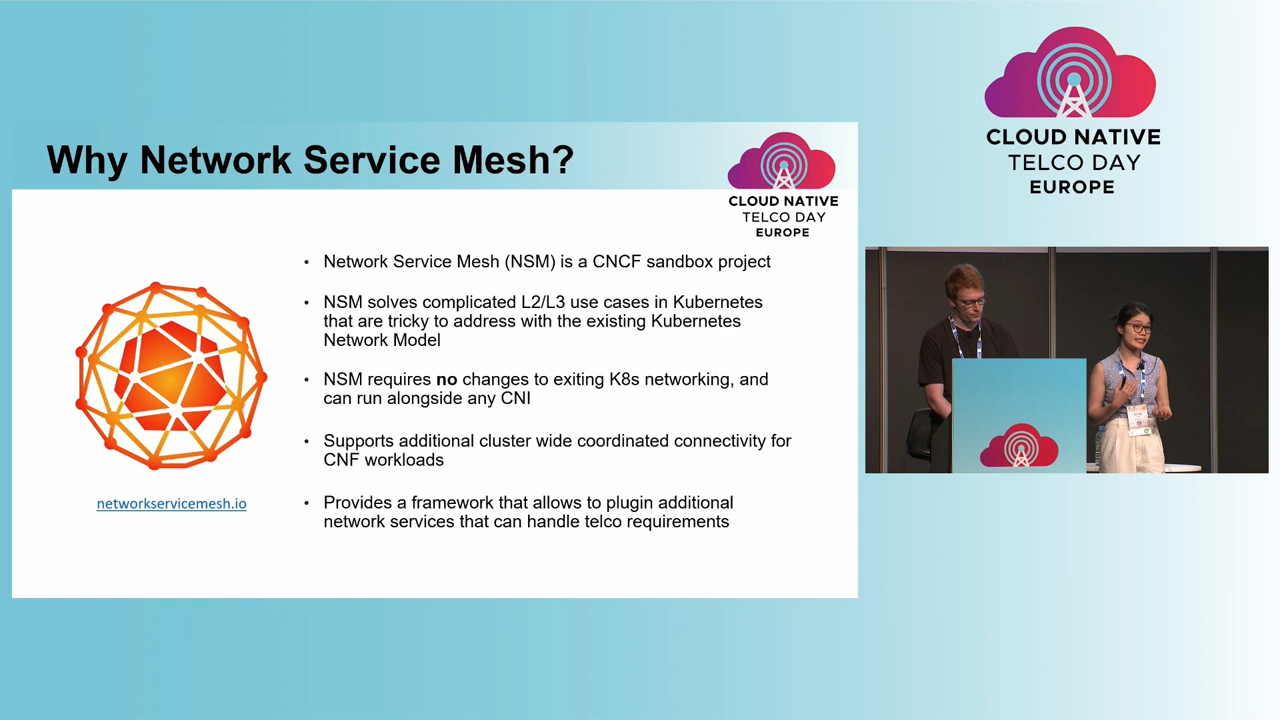 Why Network Service Mesh?
CLOUD NATIVE
TELCO DAY
EUROPE
• Network Service Mesh (NSM) is a CNCF sandbox project
• NSM solves complicated L2/L3 use cases in Kubernetes
that are tricky to address with the existing Kubernetes
Network Model
• NSM requires no changes to exiting K8s networking, and
can run alongside any CNI
• Supports additional cluster wide coordinated connectivity for
CNF workloads
• Provides a framework that allows to plugin additional
network services that can handle telco requirements
networkservicemesh.io
CLOUD NATIVE
TELCO DAY
EUROPE